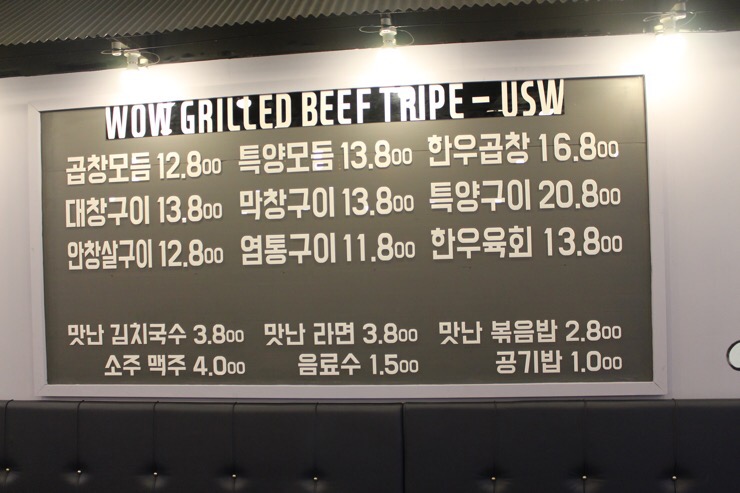 WOW GRILLED BEEF TRIPE - USW
곱창모듬 12.800 특양모듬 13.800 한우곱창 16.800
대창구이 13.800 막창구이 13.800 특양구이 20.800
안창살구이 12.800 염통구이 11.800 한우육회 13.800
맛난 김치국수 3.800 맛난 라면 3.800 맛난 볶음밥 2.800
소주 맥주 4.000 음료수 1.500 공기밥 1.000